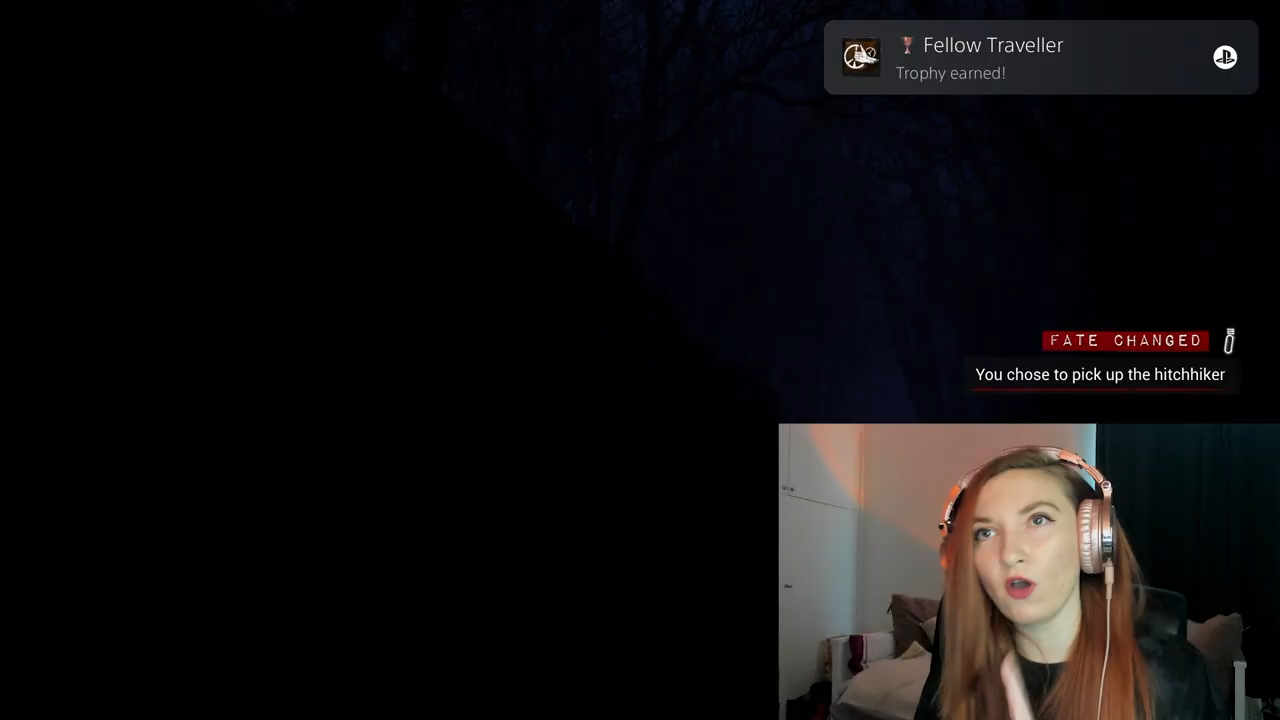 Fellow Traveller
Trophy earned!
FATE CHANGED
You chose to pick up the hitchhiker